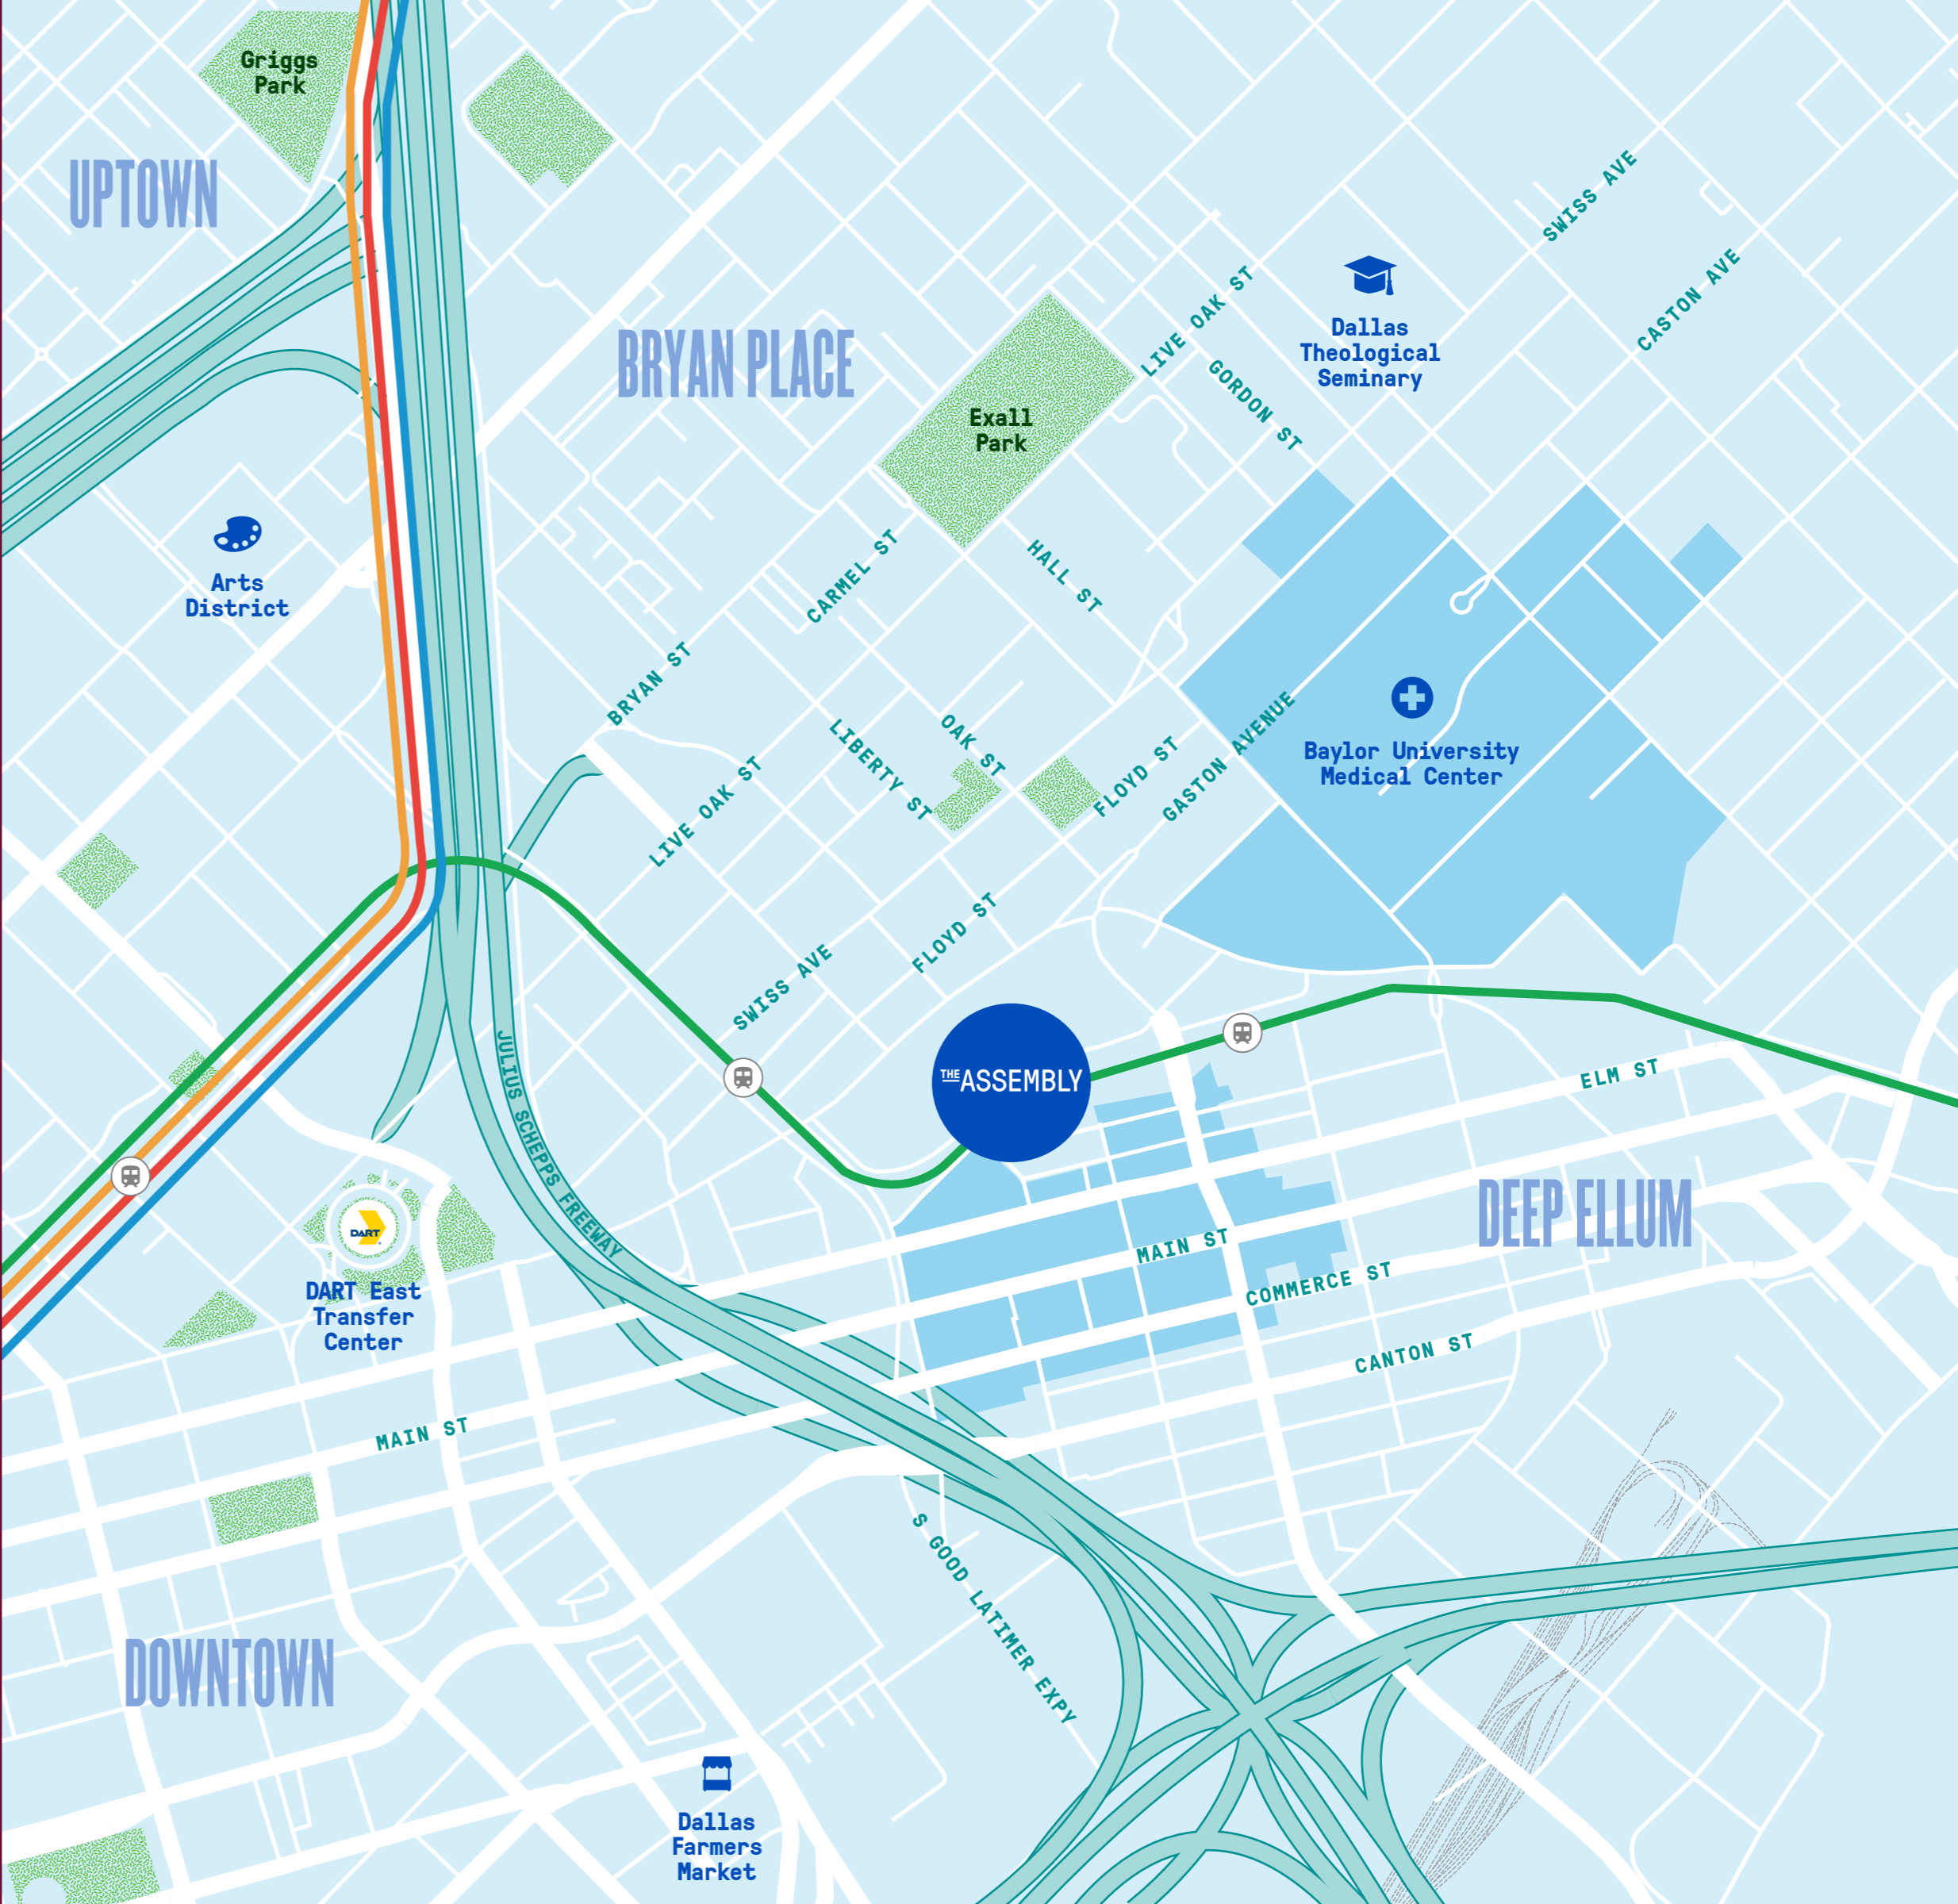 Griggs
Park
UPTOWN
SWISS AVE
CASTON AVE
LIVE OAK ST
Dallas
Theological
Seminary
BRYAN PLACE
GORDON ST
Exall
Park
Arts
District
CARMEL ST
HALL ST
BRYAN ST
LIBERTY ST
OAK ST
FLOYD ST
GASTON AVENUE
Baylor University
Medical Center
LIVE OAK ST
FLOYD ST
SWISS AVE
THE ASSEMBLY
JULIUS SCHEPPS FREEWAY
ELM ST
DART
DEEP ELLUM
MAIN ST
COMMERCE ST
DART East
Transfer
Center
CANTON ST
MAIN ST
S GOOD LATIMER EXPY
DOWNTOWN
Dallas
Farmers
Market